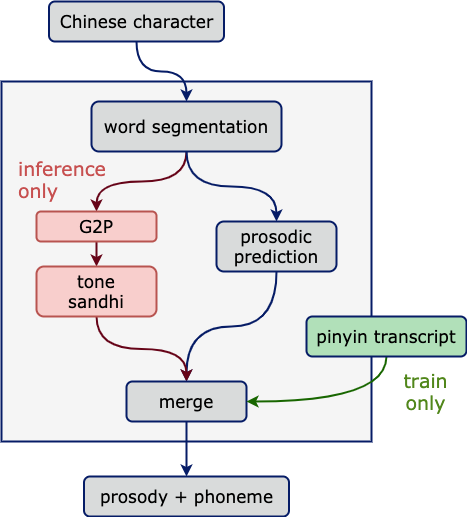 Chinese character
word segmentation
inference
only
G2P
prosodic
prediction
tone
sandhi
pinyin transcript
train
only
merge
prosody + phoneme